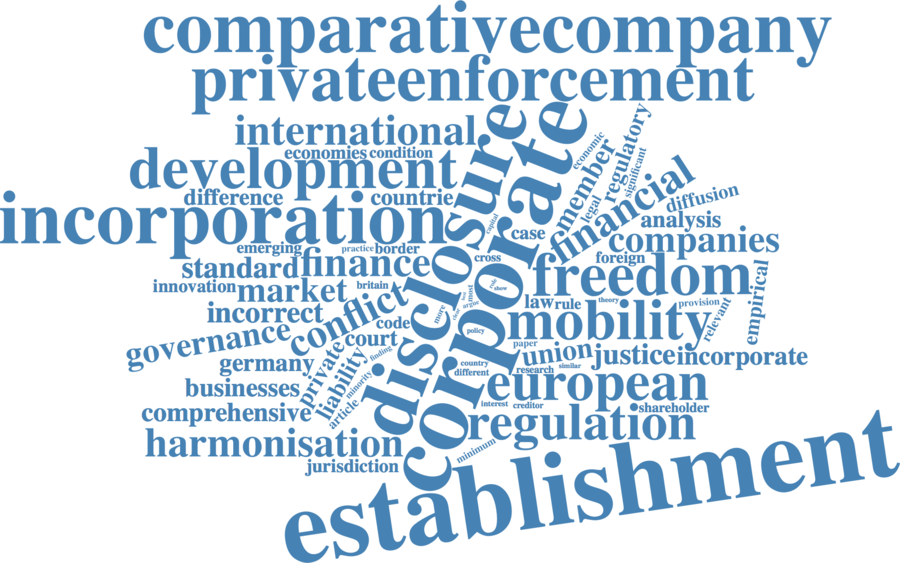 comparativecompany
privateenforcement
international
economies condition
development
difference
countrie
incorporation
disclosure
corporate
economic
member
regulatory
significant
legal
financial
diffusion
analysis
companies
capital
case
emerging
practice border
standard finance
innovation market
britain
incorrect
conflict
code
governance
court
germany
private
liability
finding
minority
businesses
article
comprehensive
harmonisation
jurisdiction
cross
foreign
freedom
role
show
most
argue
more
law rule
theory
provision
empirical
relevant
mobility
policy
paper
union justice incorporate
country
different
research
similar
european
interest
creditor
shareholder
regulation
minimum
establishment